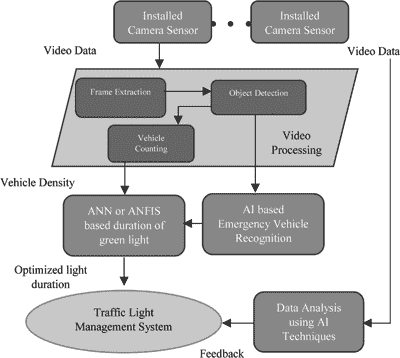 Installed
Camera Sensor
Installed
Camera Sensor
Video Data
Video Data
Frame Extraction
Object Detection
Vehicle
Counting
Video
Processing
Vehicle Density
ANN or ANFIS
based duration of
green light
AI based
Emergency Vehicle
Recognition
Optimized light
duration
Traffic Light
Management System
Data Analysis
using AI
Techniques
Feedback